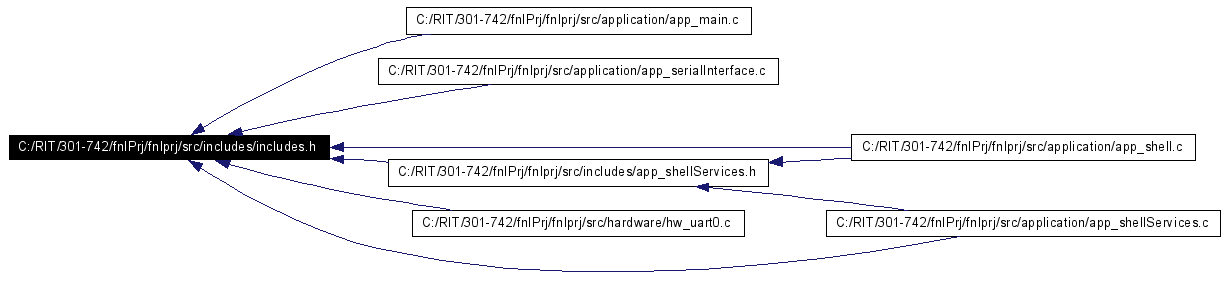 C:/RIT/301-742/fnlPrj/fnlprj/src/application/app_main.c
C:/RIT/301-742/fnlPrj/fnlprj/src/application/app_serialInterface.c
C:/RIT/301-742/fnlPrj/fnlprj/src/includes/includes.h
C:/RIT/301-742/fnlPrj/fnlprj/src/application/app_shell.c
C:/RIT/301-742/fnlPrj/fnlprj/src/includes/app_shellServices.h
C:/RIT/301-742/fnlPrj/fnlprj/src/hardware/hw_uart0.c
C:/RIT/301-742/fnlPrj/fnlprj/src/application/app_shellServices.c